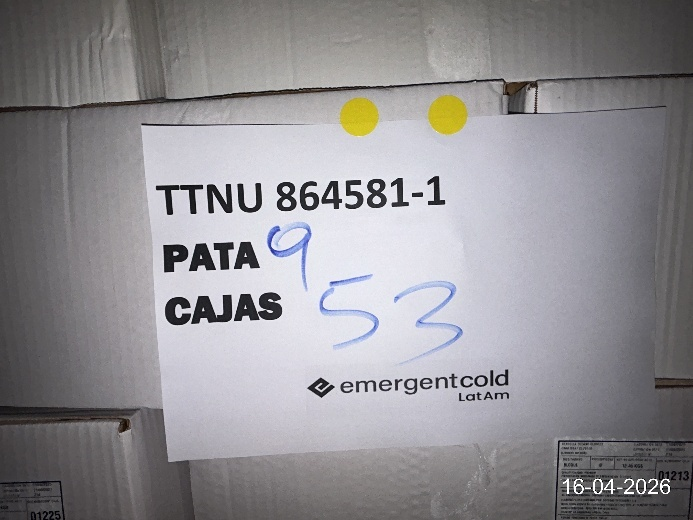 TTNU 864581-1
PATA 9
CAJAS 53
emergentcold
LatAm
01213
16-04-2026
01225